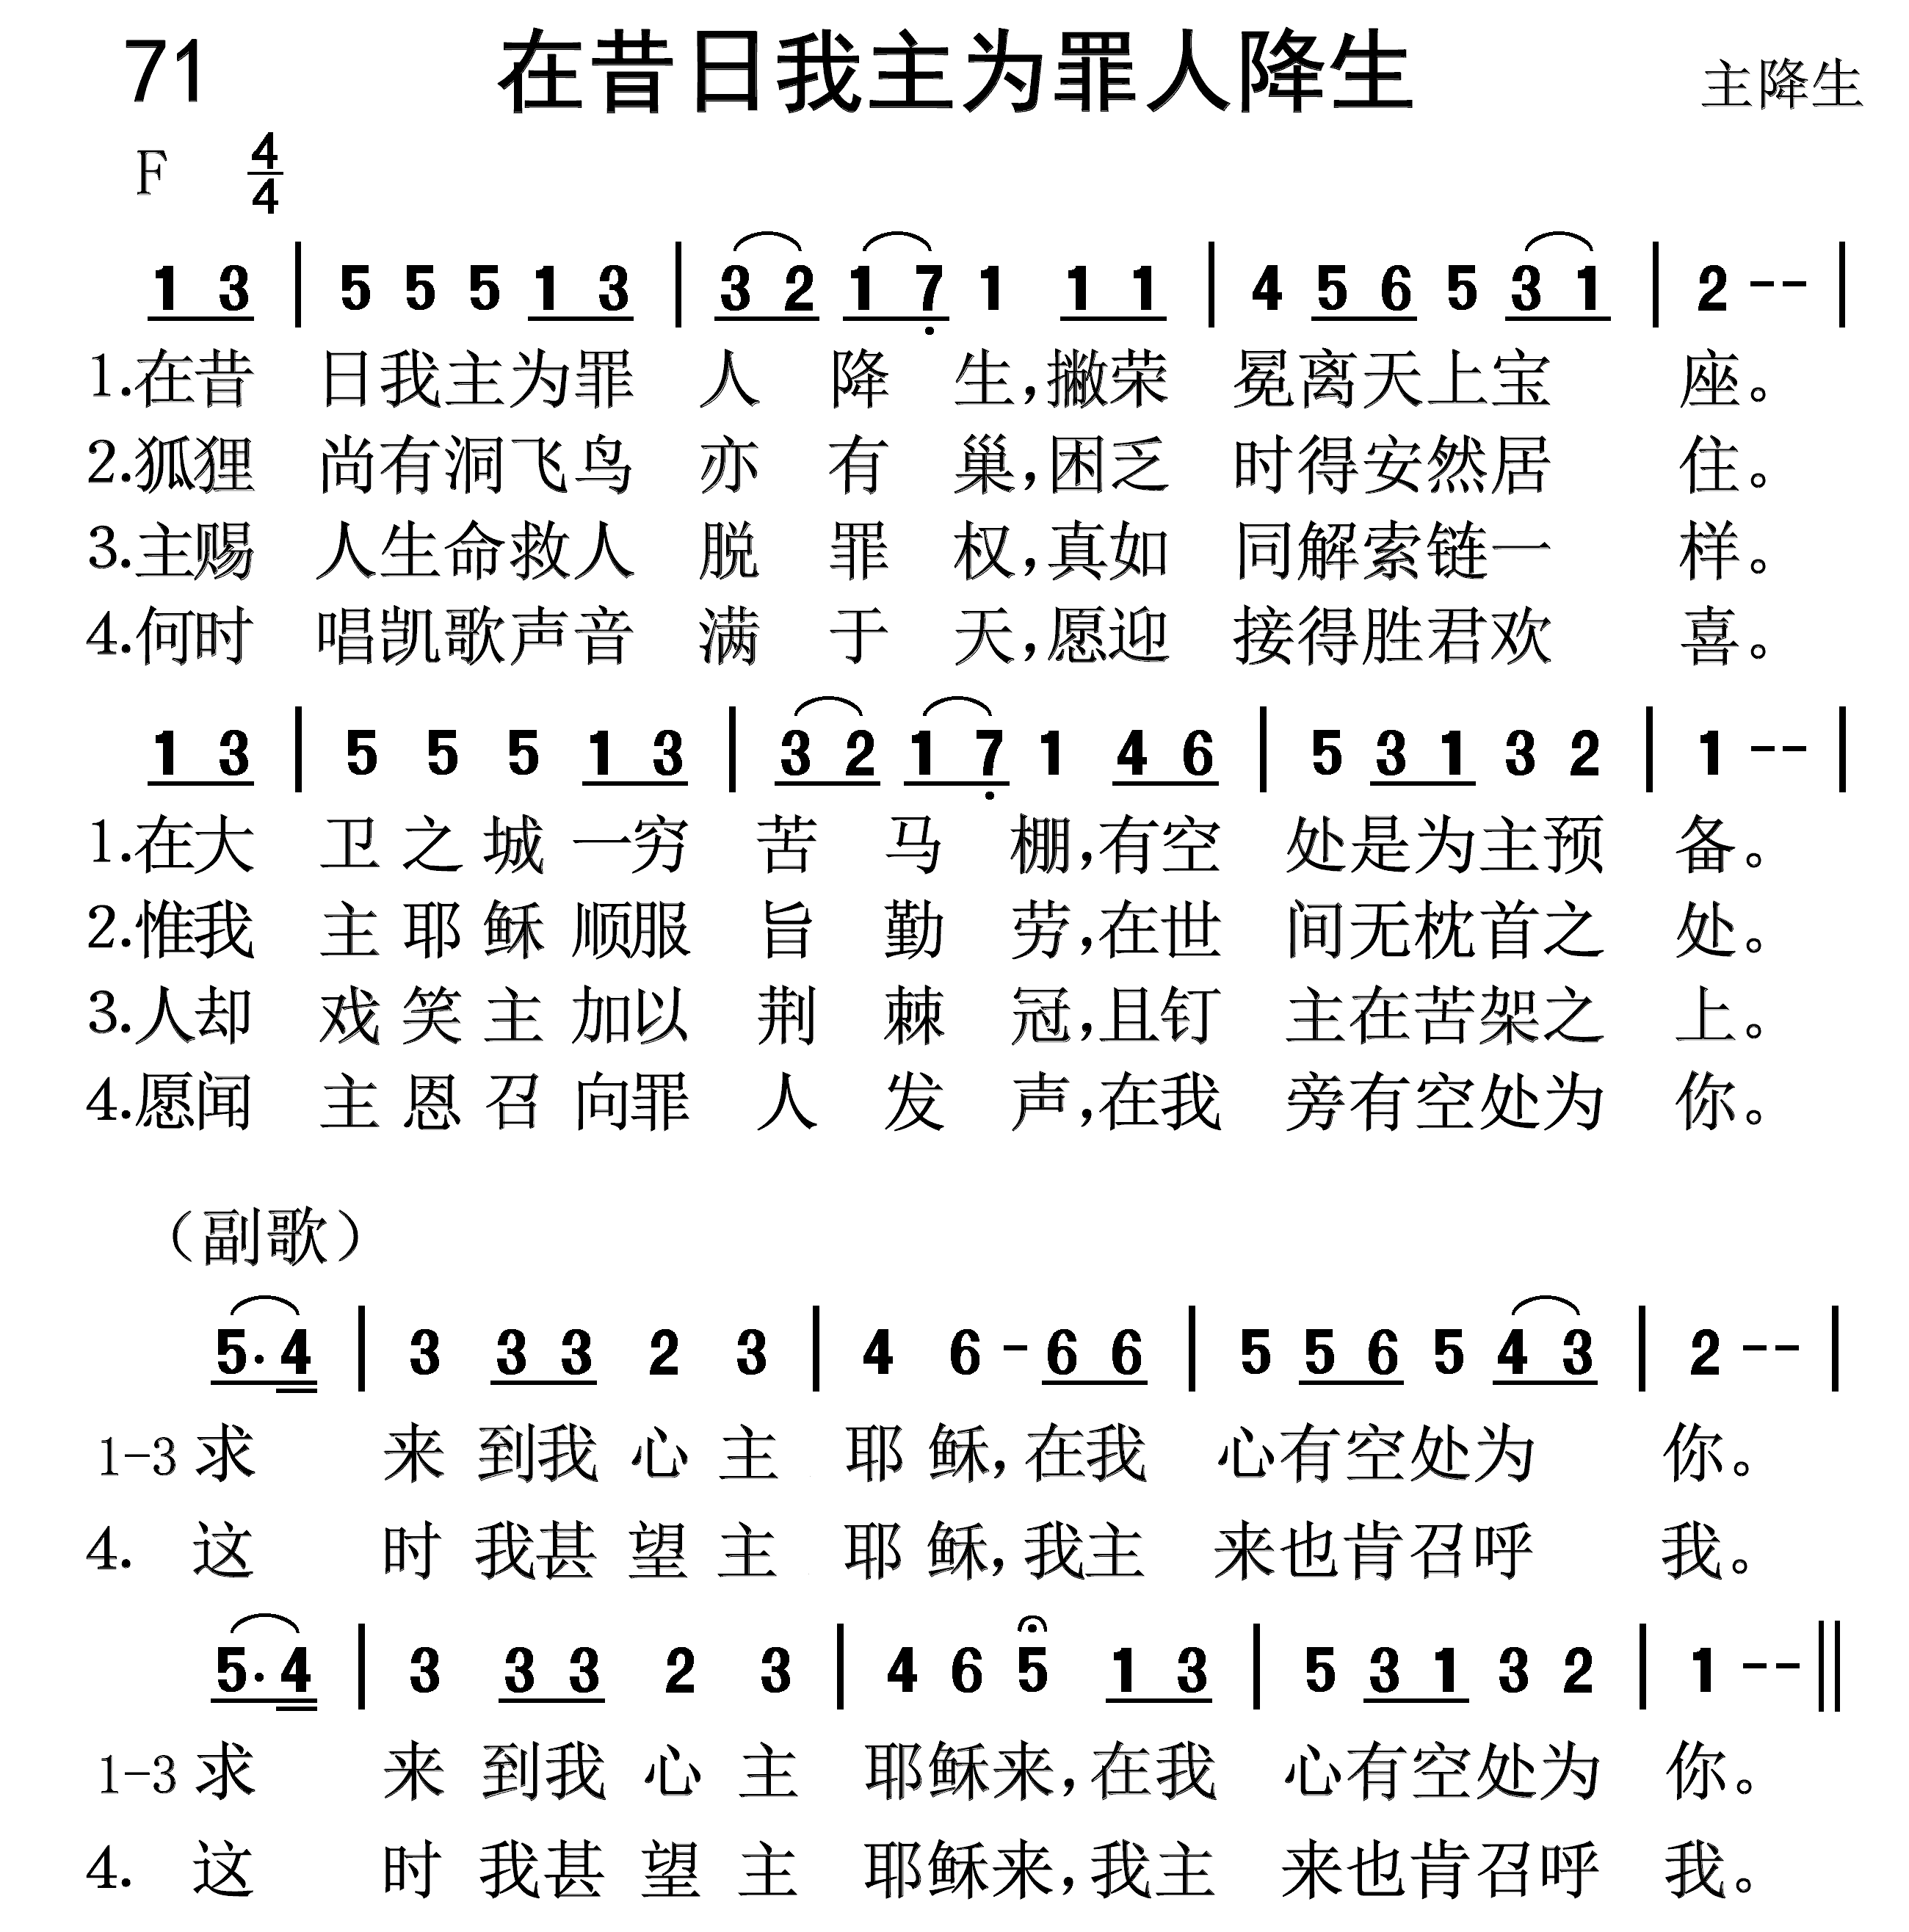 71 在昔日我主为罪人降生 主降生
F 4/4
1 3 | 5 5 5 1 3 | 3 2 1 7 1 1 1 | 4 5 6 5 3 1 | 2 -- |
1.在昔 日我主为罪 人 降 生,撇荣 冕离天上宝 座。
2.狐狸 尚有洞飞鸟 亦 有 巢,困乏 时得安然居 住。
3.主赐 人生命救人 脱 罪 权,真如 同解索链一 样。
4.何时 唱凯歌声音 满 于 天,愿迎 接得胜君欢 喜。
1 3 | 5 5 5 1 3 | 3 2 1 7 1 4 6 | 5 3 1 3 2 | 1 -- |
1.在大 卫之城一穷 苦 马 棚,有空 处是为主预 备。
2.惟我 主耶稣顺服 旨 勤 劳,在世 间无枕首之 处。
3.人却 戏笑主加以 荆 棘 冠,且钉 主在苦架之 上。
4.愿闻 主恩召向罪 人 发 声,在我 旁有空处为 你。
（副歌）
5. 4 | 3 3 3 2 3 | 4 6 - 6 6 | 5 5 6 5 4 3 | 2 -- |
1-3 求 来 到我 心 主 耶 稣,在我 心有空处为 你。
4. 这 时 我甚 望 主 耶 稣,我主 来也肯召呼 我。
5. 4 | 3 3 3 2 3 | 4 6 5 1 3 | 5 3 1 3 2 | 1 -- ||
1-3 求 来 到我 心 主 耶稣来,在我 心有空处为 你。
4. 这 时 我甚 望 主 耶稣来,我主 来也肯召呼 我。